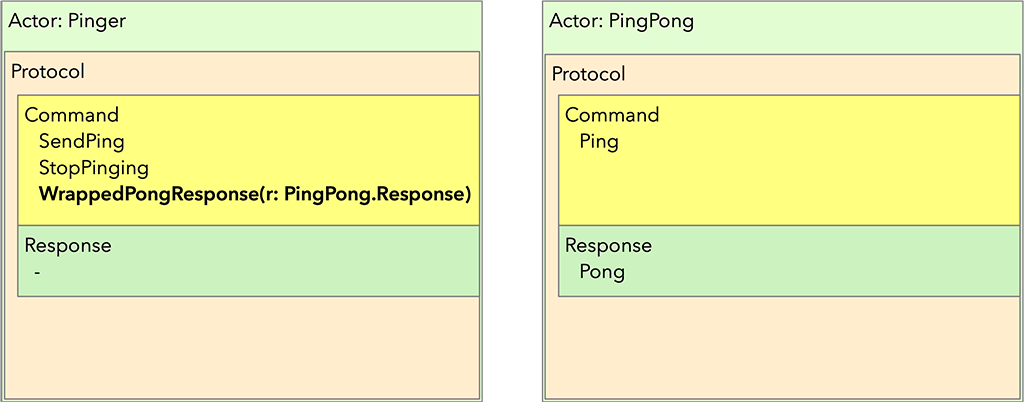 Actor: Pinger
Protocol
Command
SendPing
StopPinging
WrappedPongResponse(r: PingPong.Response)
Response
-
Actor: PingPong
Protocol
Command
Ping
Response
Pong